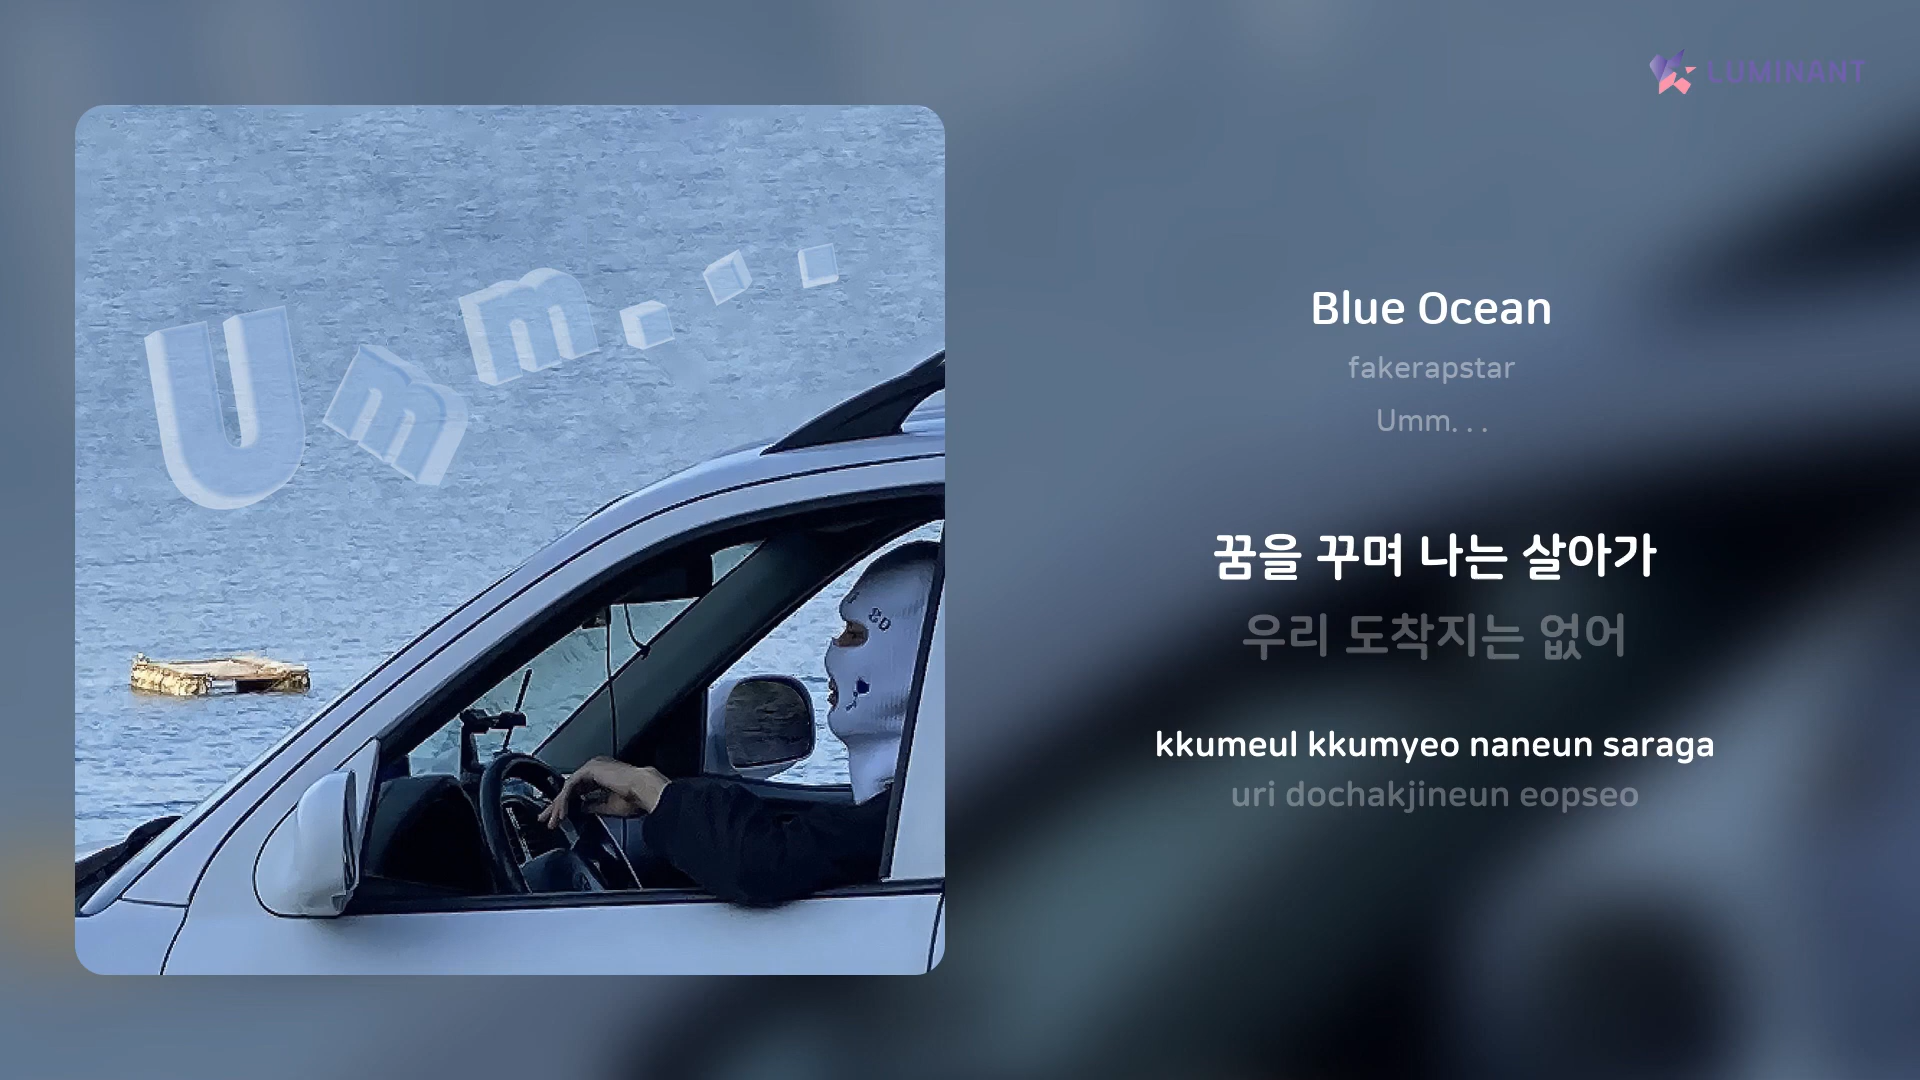 Umm...
LUMINANT
Blue Ocean
fakerapstar
Umm. . .
꿈을 꾸며 나는 살아가
우리 도착지는 없어
kkumeul kkumyeo naneun saraga
uri dochakjineun eopseo